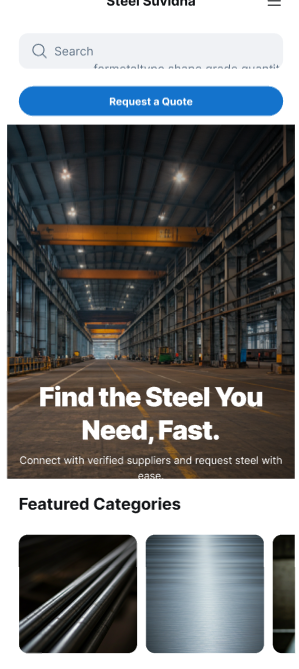 Steel Suvidha
Search
formetaltype, shape, grade, quantit
Request a Quote
Find the Steel You
Need, Fast.
Connect with verified suppliers and request steel with
ease.
Featured Categories